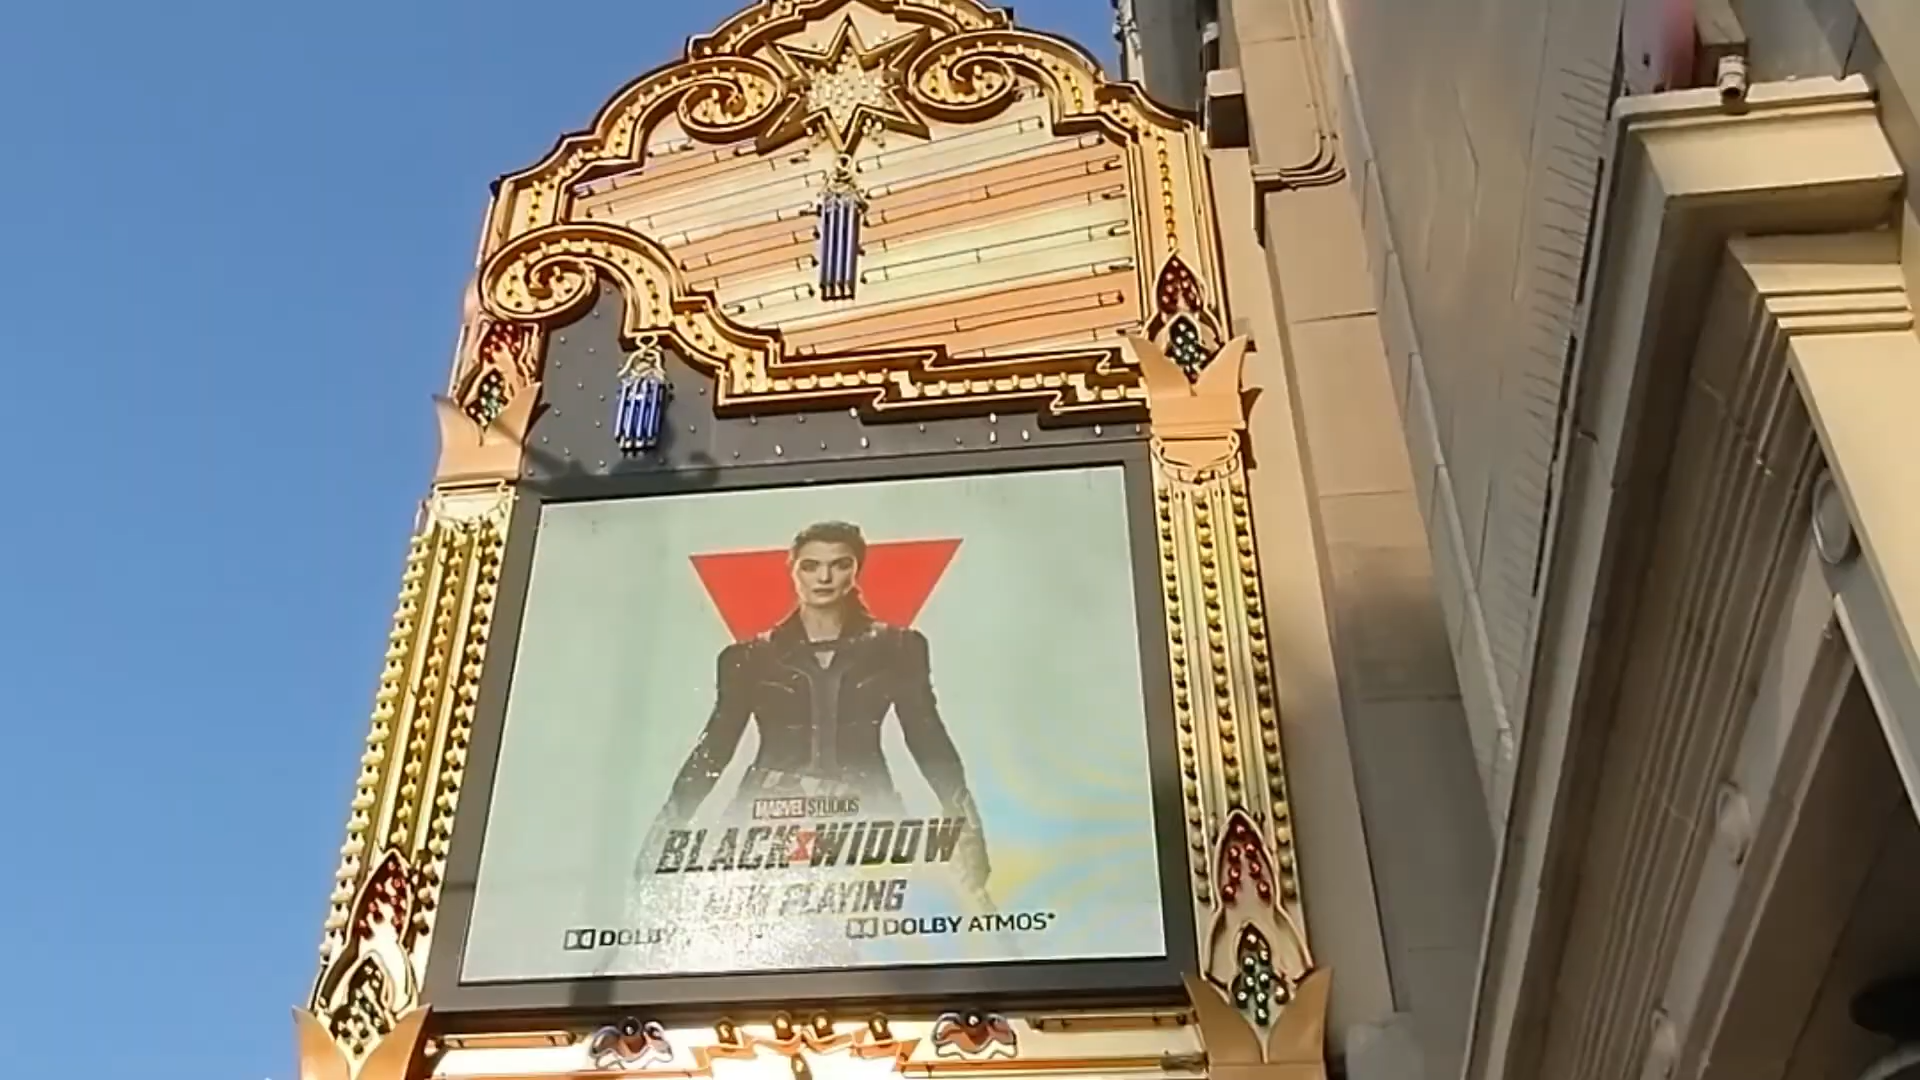 MARVEL STUDIOS
BLACK WIDOW
NOW PLAYING
DOLBY
DOLBY ATMOS*